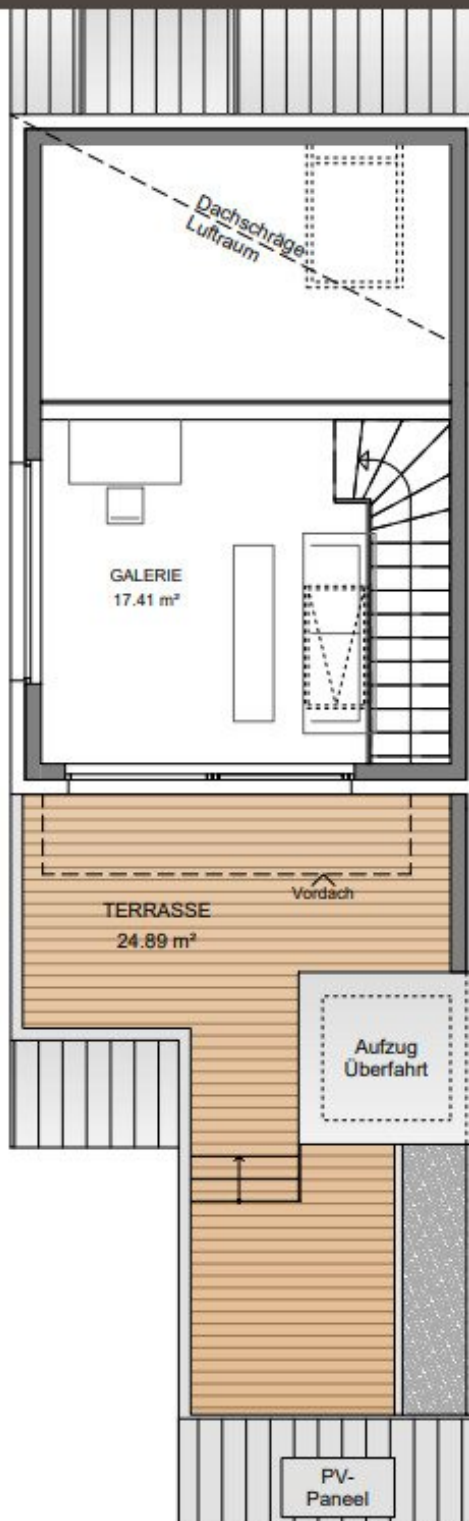 Dachschräge
Luftraum
GALERIE
17.41 m²
Vordach
TERRASSE
24.89 m²
Aufzug
Überfahrt
PV-
Paneel